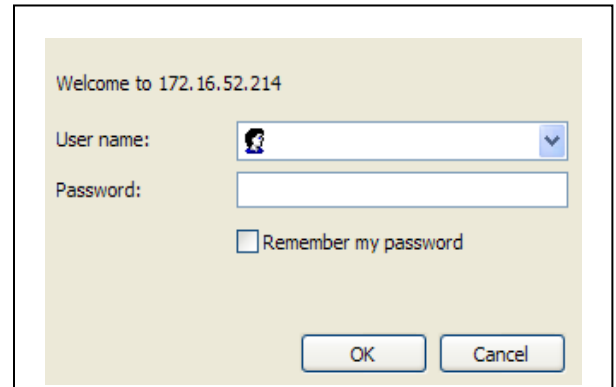 Welcome to 172.16.52.214
User name:
Password:
Remember my password
OK Cancel